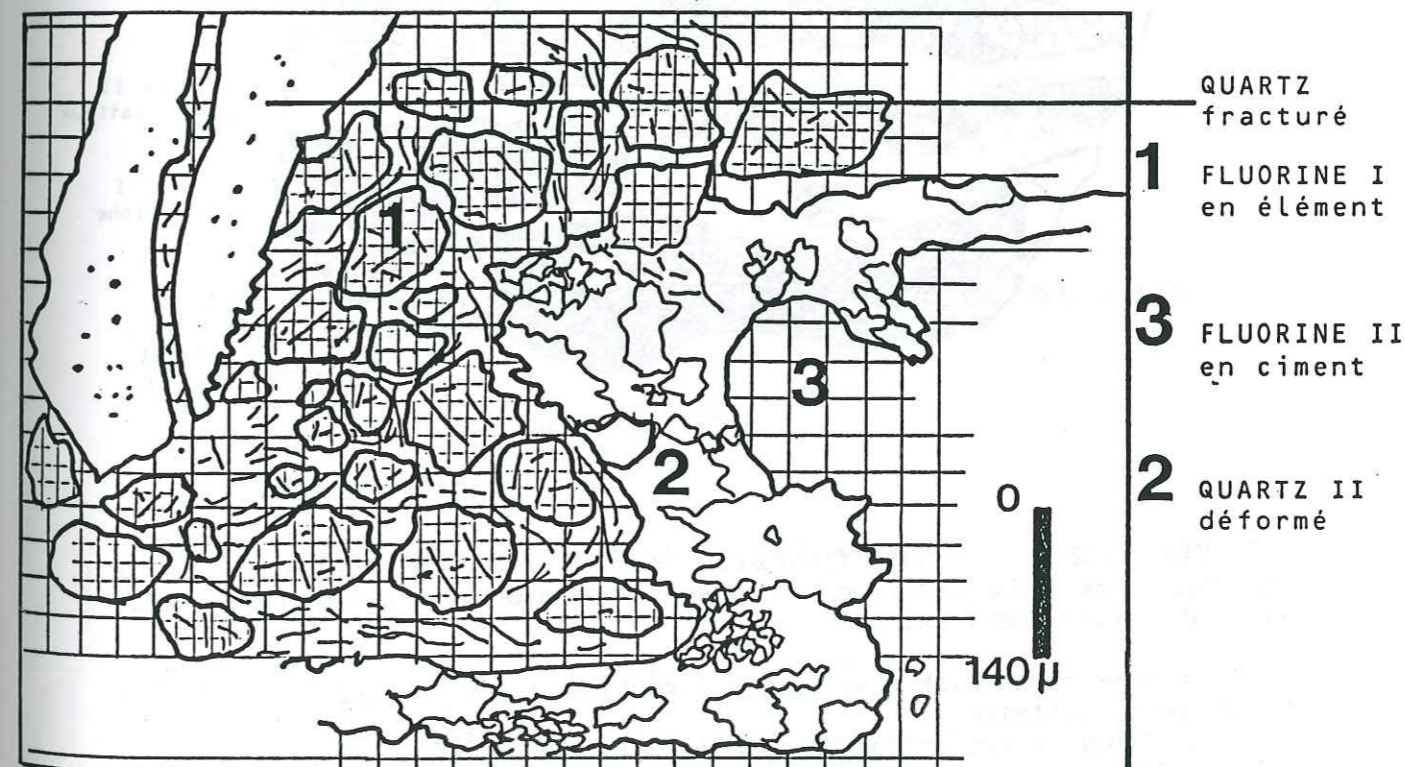 QUARTZ
fracturé
1 FLUORINE I
en élément
3 FLUORINE II
en ciment
2 QUARTZ II
déformé
1
3
2
0
140 µ